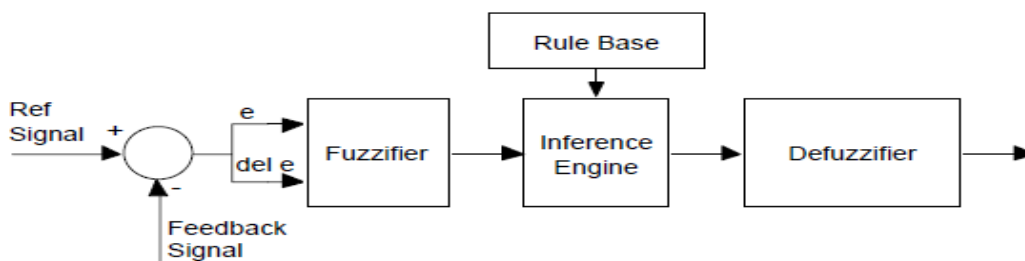 Rule Base
Ref
Signal
+
e
del e
-
Feedback
Signal
Fuzzifier
Inference
Engine
Defuzzifier